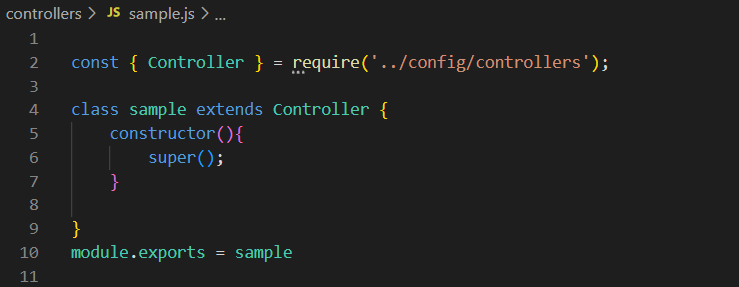 controllers > JS sample.js > ...
1
2 const { Controller } = require('../config/controllers');
3
4 class sample extends Controller {
5     constructor(){
6         super();
7     }
8
9 }
10 module.exports = sample
11